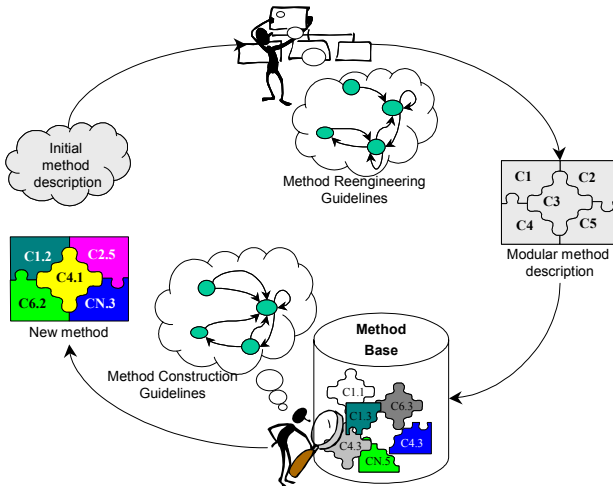 Initial
method
description
Method Reengineering
Guidelines
C1
C2
C3
C4
C5
Modular method
description
C1.2
C2.5
C4.1
C6.2
CN.3
New method
Method Construction
Guidelines
Method
Base
C1.1
C6.3
C1.3
C4.3
C4.3
CN.5